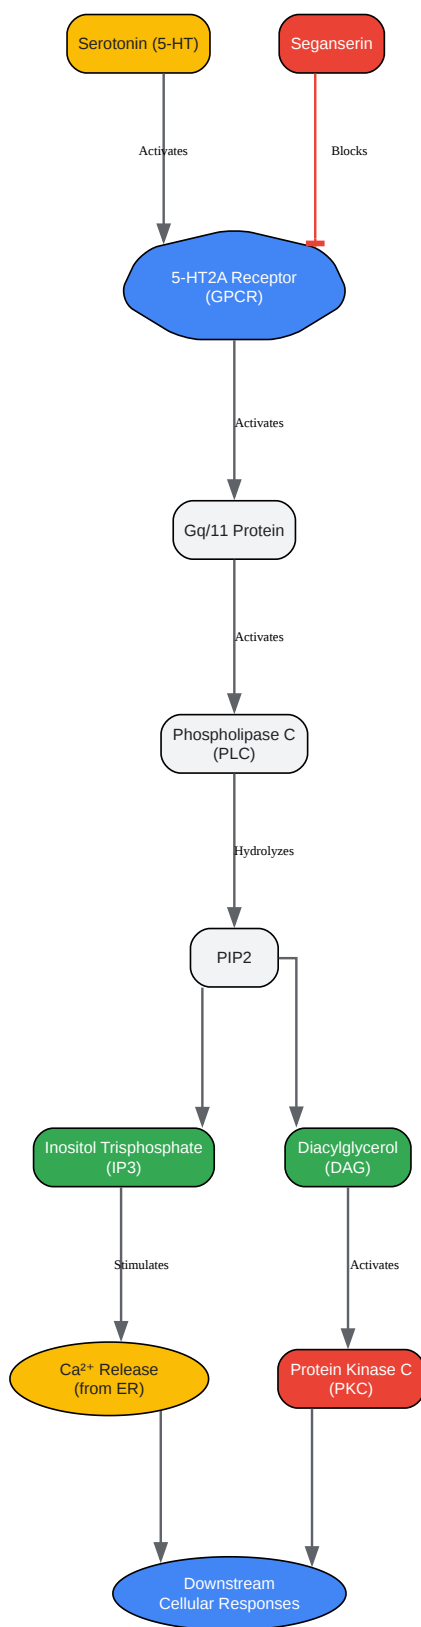 Serotonin (5-HT)
Seganserin
Activates
Blocks
5-HT2A Receptor
(GPCR)
Activates
Gq/11 Protein
Activates
Phospholipase C
(PLC)
Hydrolyzes
PIP2
Inositol Trisphosphate
(IP3)
Diacylglycerol
(DAG)
Stimulates
Activates
Ca²⁺ Release
(from ER)
Protein Kinase C
(PKC)
Downstream
Cellular Responses